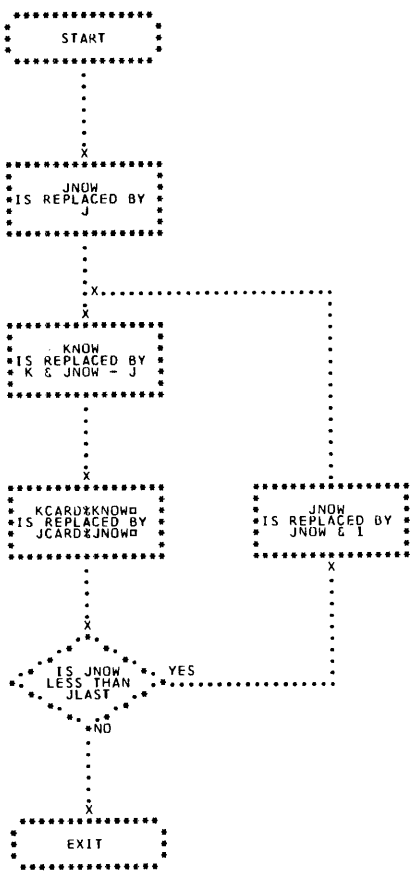 START
JNOW
IS REPLACED BY
J
KNOW
IS REPLACED BY
K & JNOW - J
KCARD%KNOW¤
IS REPLACED BY
JCARD%JNOW¤
JNOW
IS REPLACED BY
JNOW & 1
IS JNOW
LESS THAN
JLAST
YES
NO
EXIT